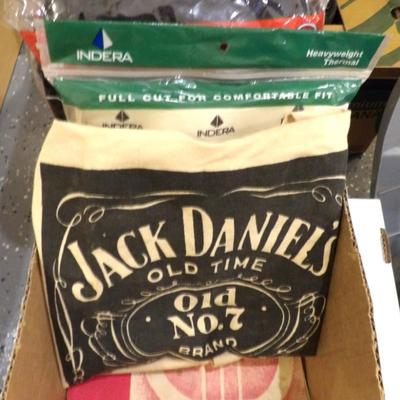 INDERA
Heavyweight
Thermal
FULL CUT FOR COMFORTABLE FIT
INDERA
INDERA
JACK DANIEL'S
OLD TIME
Old
No.7
BRAND